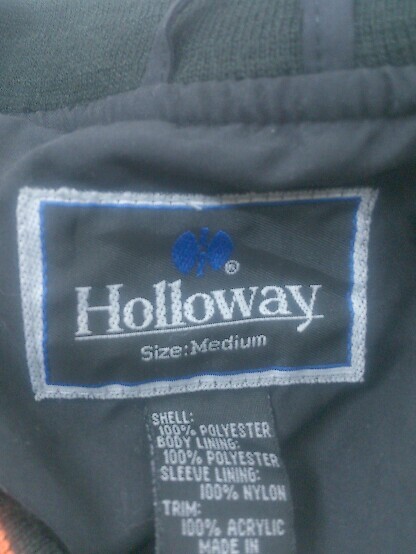 ®
Holloway
Size:Medium
SHELL:
100% POLYESTER
BODY LINING:
100% POLYESTER
SLEEVE LINING:
100% NYLON
TRIM:
100% ACRYLIC
MADE IN